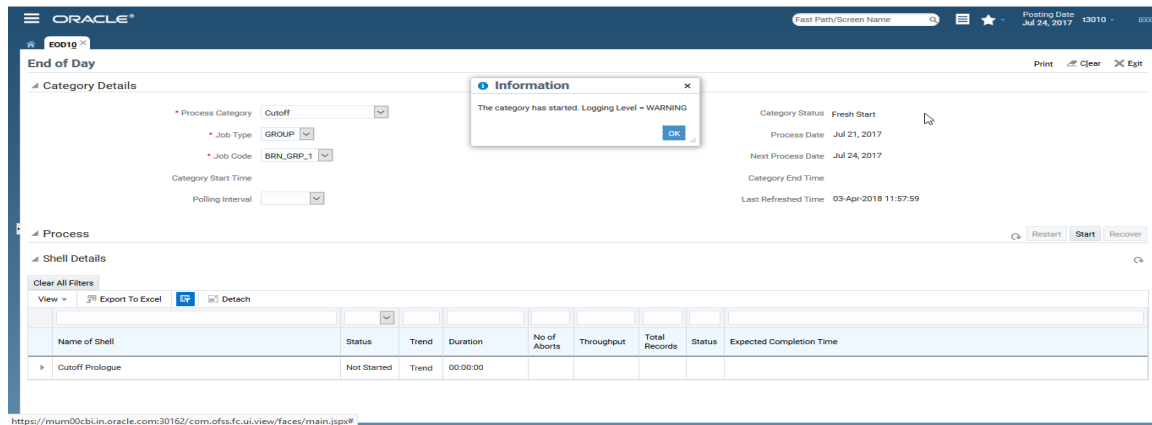 ORACLE®
Fast Path/Screen Name
Posting Date
Jul 24, 2017
t3010
EOD10
End of Day
Print Clear Exit
Category Details
* Process Category Cutoff
* Job Type GROUP
* Job Code BRN_GRP_1
Category Start Time
Polling Interval
Information
The category has started. Logging Level = WARNING
OK
Category Status Fresh Start
Process Date Jul 21, 2017
Next Process Date Jul 24, 2017
Category End Time
Last Refreshed Time 03-Apr-2018 11:57:59
Process
Restart Start Recover
Shell Details
Clear All Filters
View Export To Excel Detach
Name of Shell Status Trend Duration No of Aborts Throughput Total Records Status Expected Completion Time
Cutoff Prologue Not Started Trend 00:00:00
https://mum00cbi.in.oracle.com:30162/com.ofss.fc.ui.view/faces/main.jspx#